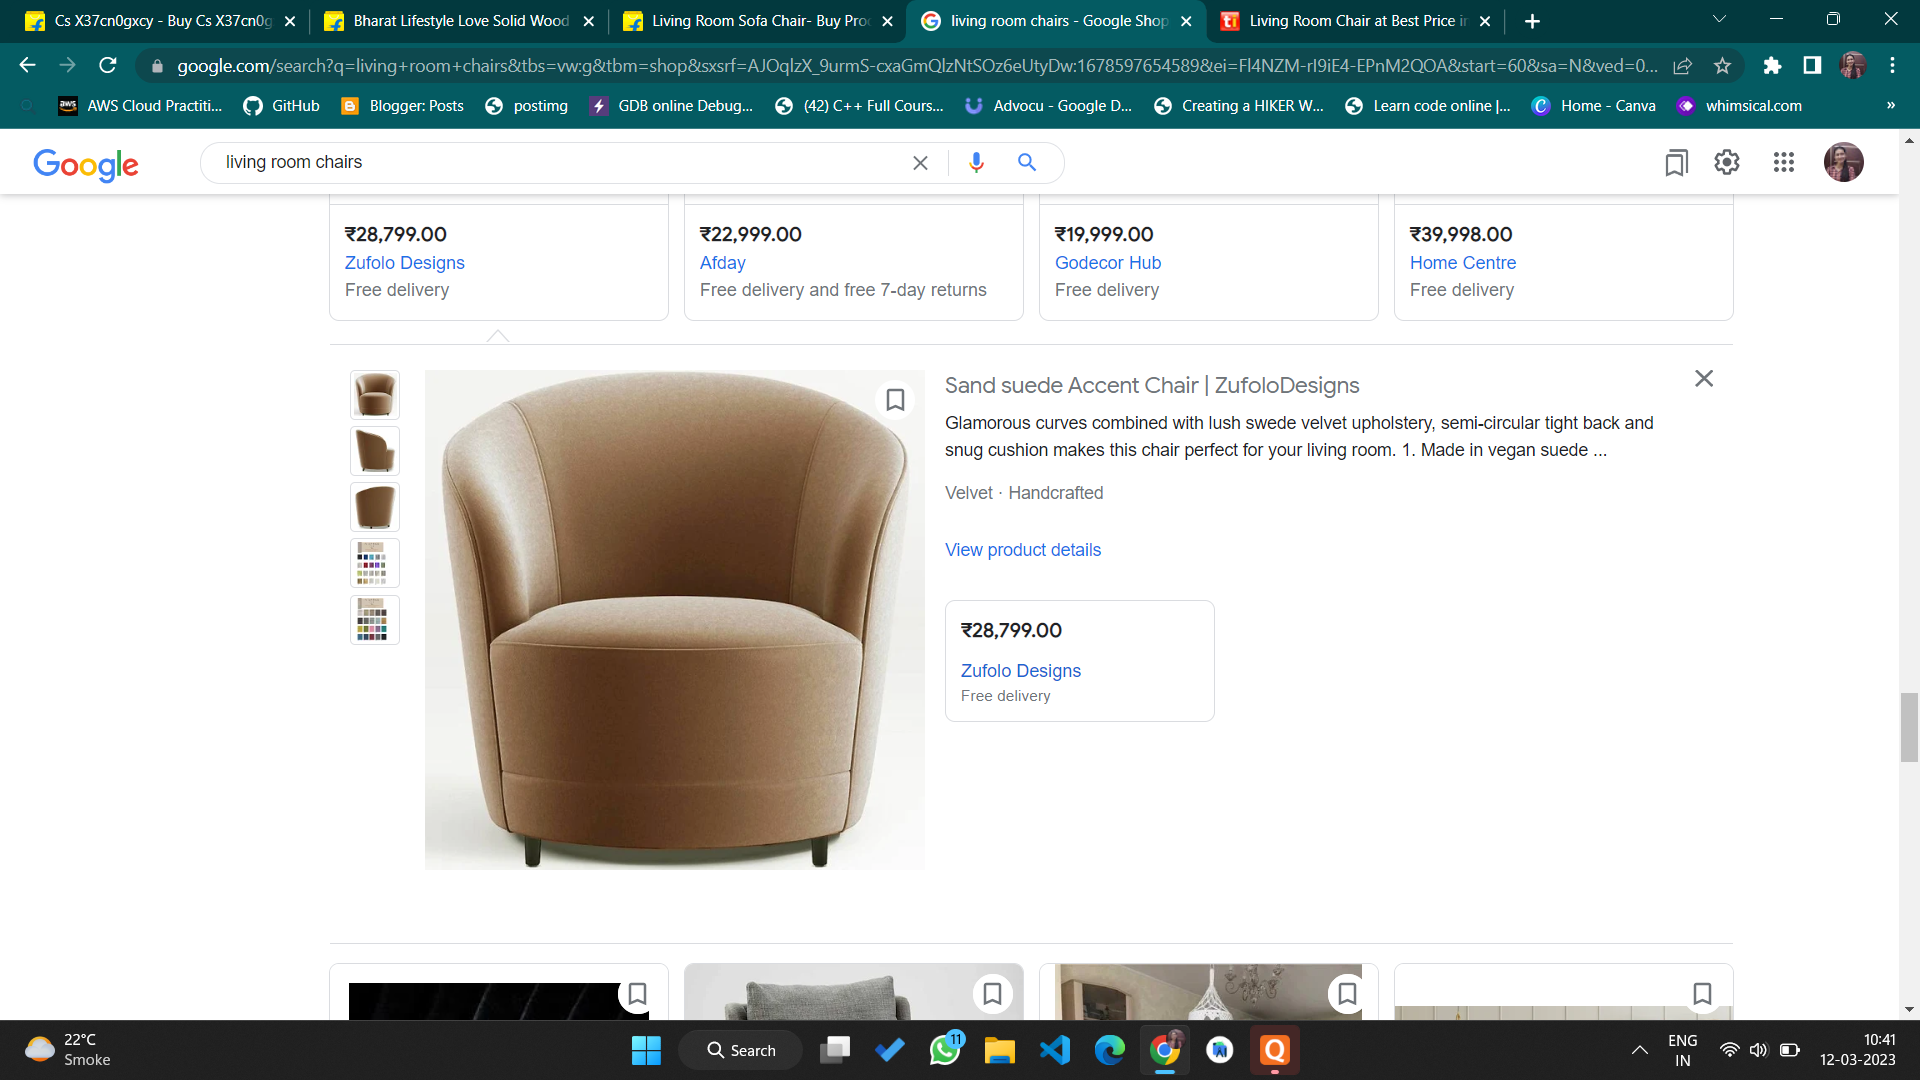 Cs X37cn0gxcy - Buy Cs X37cn0g
Bharat Lifestyle Love Solid Wood
Living Room Sofa Chair- Buy Pro
living room chairs - Google Shop
Living Room Chair at Best Price in
google.com/search?q=living+room+chairs&tbs=vw:g&tbm=shop&sxsrf=AJOqlzX_9urmS-cxaGmQlzNtSOz6eUtyDw:1678597654589&ei=Fl4NZM-rI9iE4-EPnM2QOA&start=60&sa=N&ved=0...
aws
AWS Cloud Practiti...
GitHub
Blogger: Posts
postimg
GDB online Debug...
(42) C++ Full Cours...
Advocu - Google D...
Creating a HIKER W...
Learn code online |...
Home - Canva
whimsical.com
»
Google
living room chairs
₹28,799.00
Zufolo Designs
Free delivery
₹22,999.00
Afday
Free delivery and free 7-day returns
₹19,999.00
Godecor Hub
Free delivery
₹39,998.00
Home Centre
Free delivery
Sand suede Accent Chair | ZufoloDesigns
Glamorous curves combined with lush swede velvet upholstery, semi-circular tight back and
snug cushion makes this chair perfect for your living room. 1. Made in vegan suede ...
Velvet · Handcrafted
View product details
₹28,799.00
Zufolo Designs
Free delivery
22°C
Smoke
Search
11
ENG
IN
10:41
12-03-2023